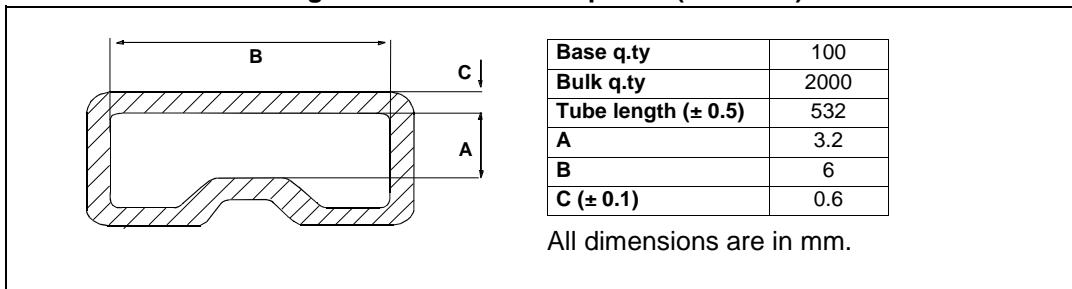 B
C
A
Base q.ty 100
Bulk q.ty 2000
Tube length (± 0.5) 532
A 3.2
B 6
C (± 0.1) 0.6
All dimensions are in mm.